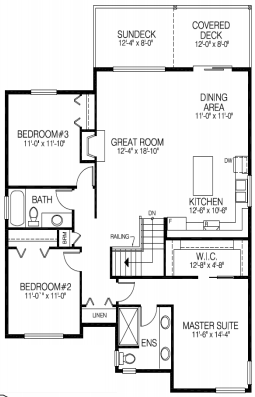 SUNDECK
12'-4" x 8'-0"
COVERED
DECK
12'-0" x 8'-0"
DINING
AREA
11'-0" x 11'-0"
BEDROOM#3
11'-0" x 11'-10"
GREAT ROOM
12'-4" x 18'-10"
DW
KITCHEN
12'-6" x 10'-6"
BATH
DN
F
RAILING
BRM
W.I.C.
12'-8" x 4'-8"
BEDROOM#2
11'-0" x 11'-0"
LINEN
MASTER SUITE
11'-6" x 14'-4"
ENS